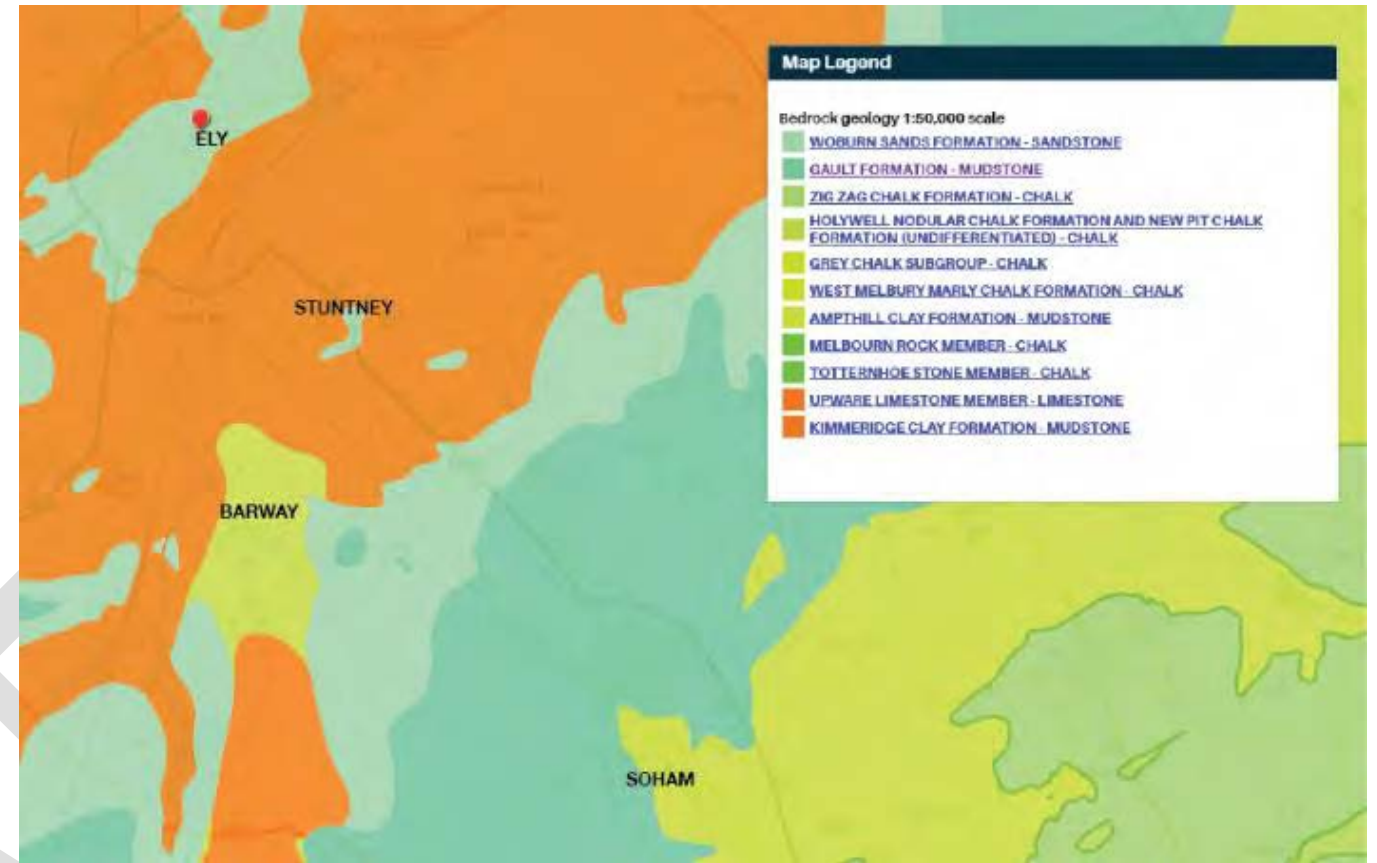 Map Legend
Bedrock geology 1:50,000 scale
WOBURN SANDS FORMATION - SANDSTONE
GAULT FORMATION - MUDSTONE
ZIG ZAG CHALK FORMATION - CHALK
HOLYWELL NODULAR CHALK FORMATION AND NEW PIT CHALK
FORMATION (UNDIFFERENTIATED) - CHALK
GREY CHALK SUBGROUP - CHALK
WEST MELBURY MARLY CHALK FORMATION - CHALK
AMPTHILL CLAY FORMATION - MUDSTONE
MELBOURN ROCK MEMBER - CHALK
TOTTERNHOE STONE MEMBER - CHALK
UPWARE LIMESTONE MEMBER - LIMESTONE
KIMMERIDGE CLAY FORMATION - MUDSTONE
ELY
STUNTNEY
BARWAY
SOHAM